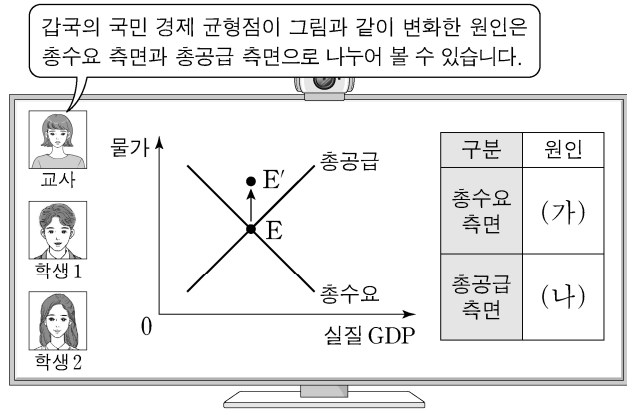 갑국의 국민 경제 균형점이 그림과 같이 변화한 원인은
총수요 측면과 총공급 측면으로 나누어 볼 수 있습니다.
교사
학생 1
학생 2
물가
총공급
E′
E
총수요
0
실질 GDP
구분 원인
총수요 측면 (가)
총공급 측면 (나)